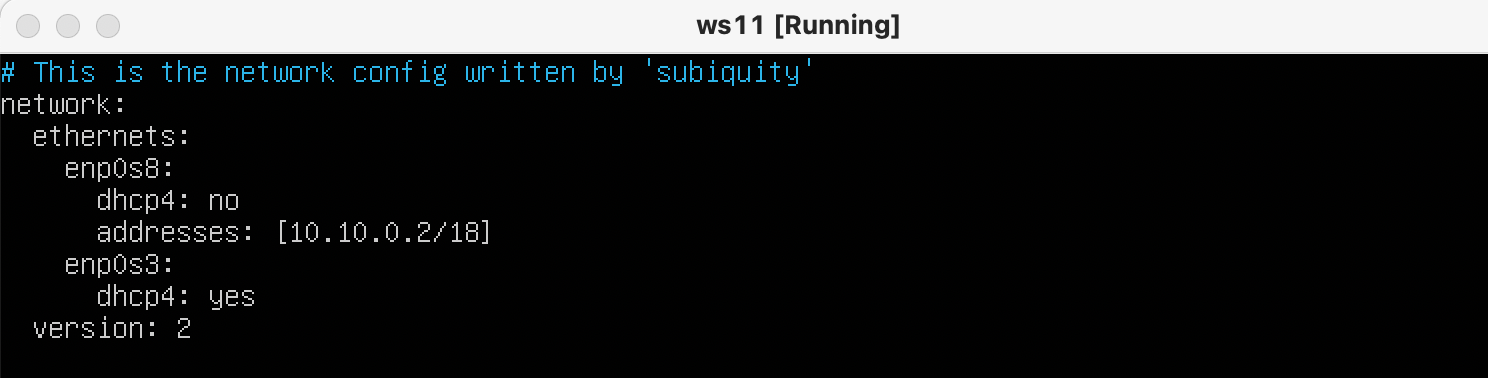 ws11 [Running]
# This is the network config written by 'subiquity'
network:
  ethernets:
    enp0s8:
      dhcp4: no
      addresses: [10.10.0.2/18]
    enp0s3:
      dhcp4: yes
  version: 2